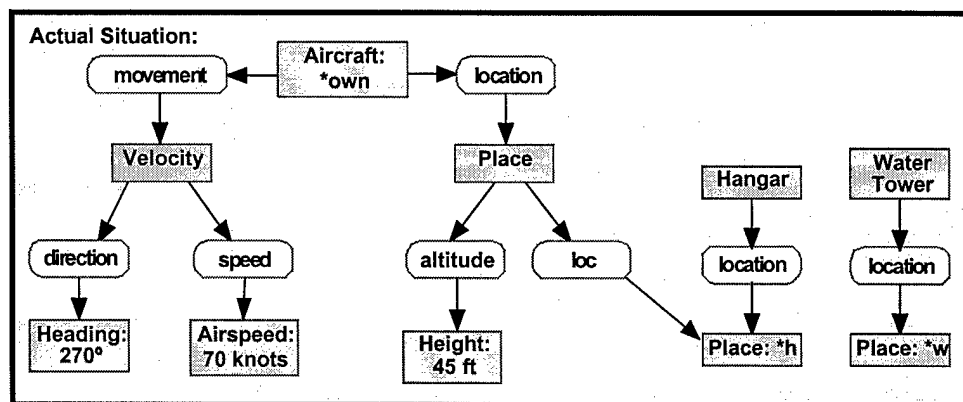 Actual Situation:
Aircraft:
*own
movement
location
Velocity
Place
Hangar
Water
Tower
direction
speed
altitude
loc
location
location
Heading:
270º
Airspeed:
70 knots
Height:
45 ft
Place: *h
Place: *w